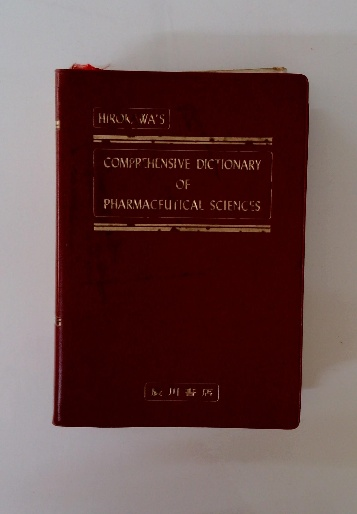 HIROKAWA'S
COMPREHENSIVE DICTIONARY
OF
PHARMACEUTICAL SCIENCES
廣川書店